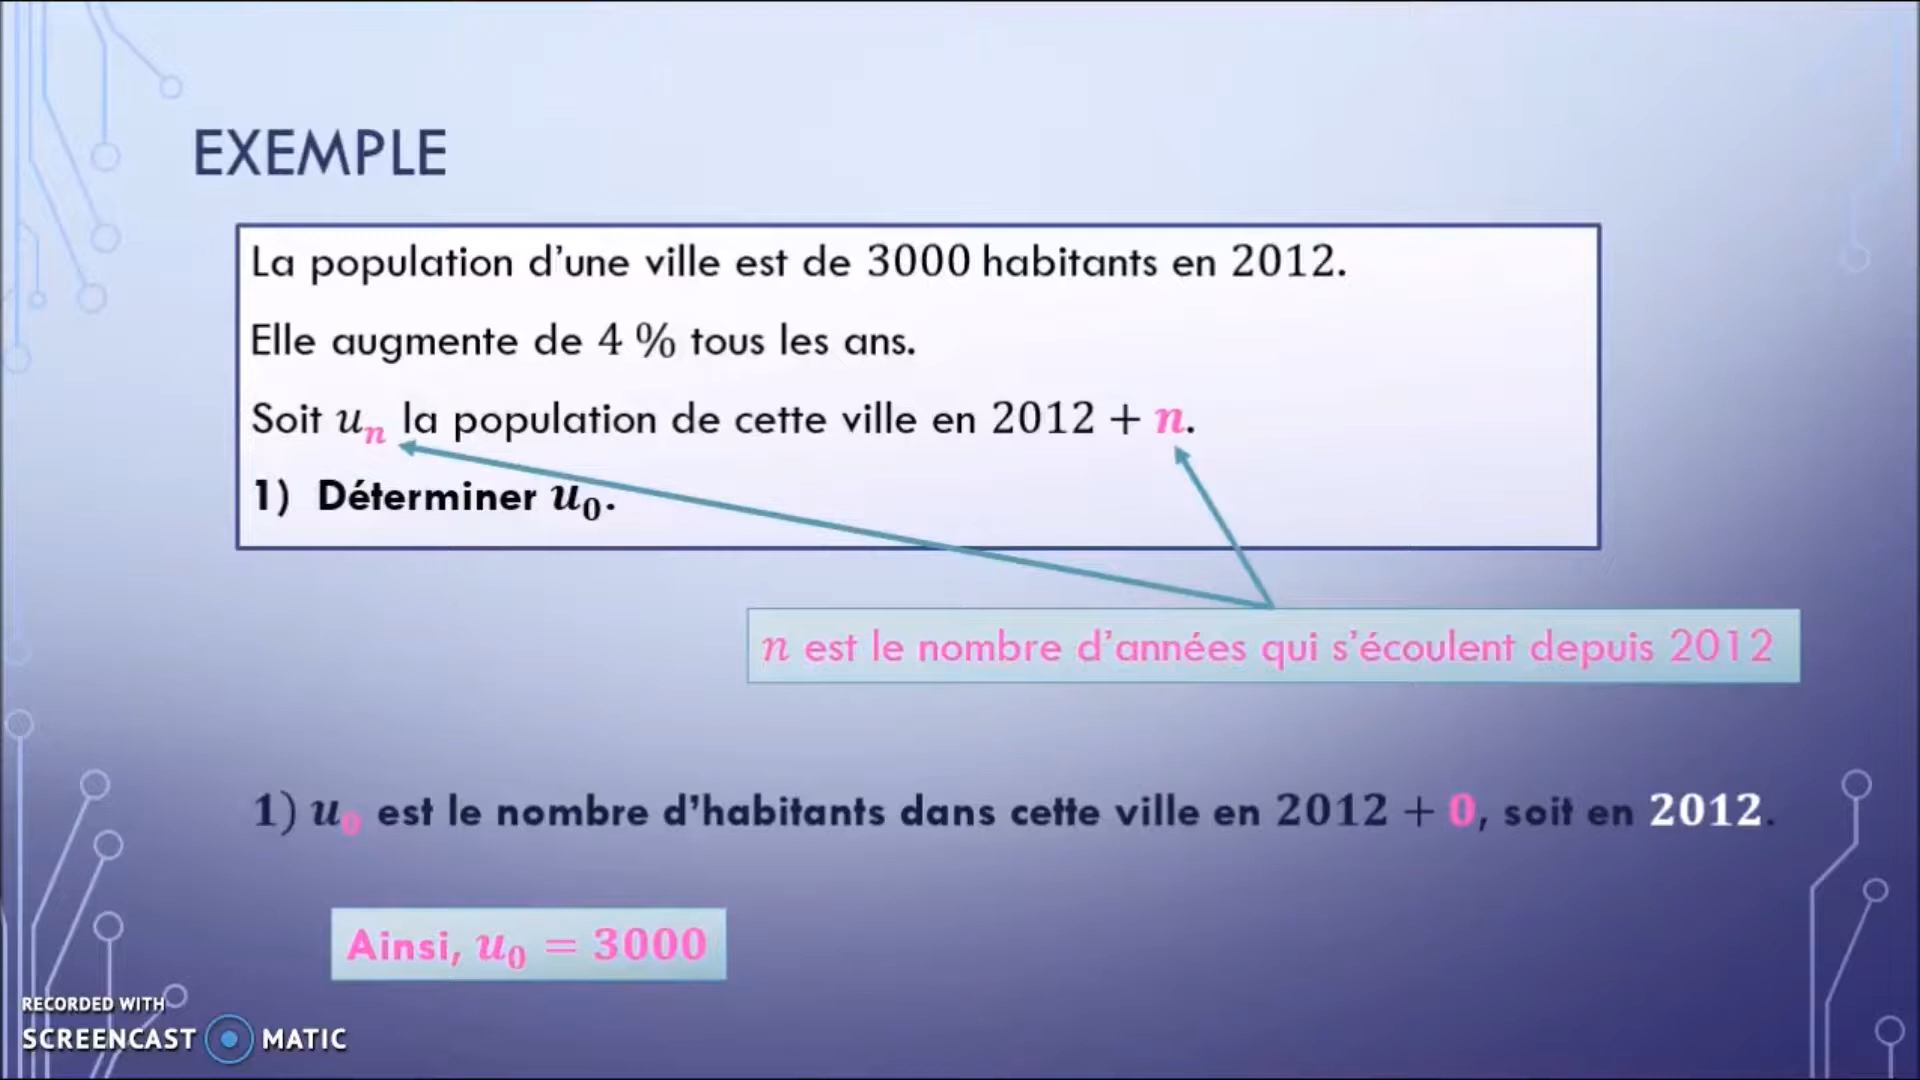 EXEMPLE
La population d'une ville est de 3000 habitants en 2012.
Elle augmente de 4 % tous les ans.
Soit uₙ la population de cette ville en 2012 + n.
1) Déterminer u₀.
n est le nombre d'années qui s'écoulent depuis 2012
1) u₀ est le nombre d'habitants dans cette ville en 2012 + 0, soit en 2012.
Ainsi, u₀ = 3000
RECORDED WITH
SCREENCAST MATIC